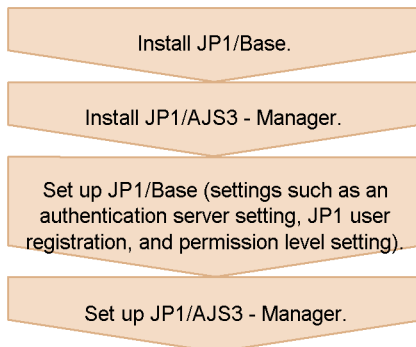 Install JP1/Base.
Install JP1/AJS3 - Manager.
Set up JP1/Base (settings such as an
authentication server setting, JP1 user
registration, and permission level setting).
Set up JP1/AJS3 - Manager.